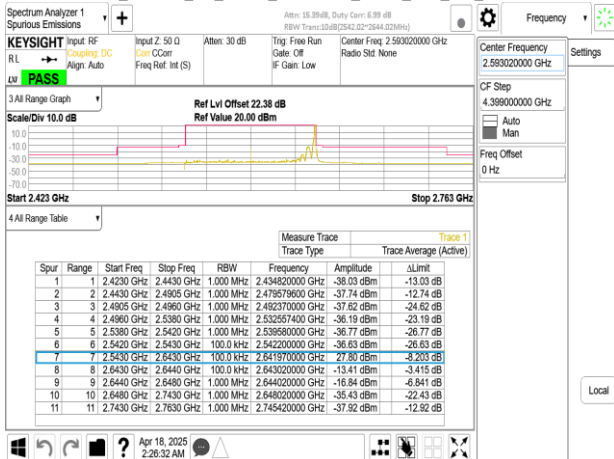 Spectrum Analyzer 1
Spurious Emissions
Attn: 15.39dB, Duty Corr: 6.99 dB
RBW Trans:10dB(2542.02~2644.02MHz)
Frequency
KEYSIGHT
Input: RF
Coupling: DC
Align: Auto
Input Z: 50 Ω
Corr CCorr
Freq Ref: Int (S)
Atten: 30 dB
Trig: Free Run
Gate: Off
IF Gain: Low
Center Freq: 2.593020000 GHz
Radio Std: None
RL
LXI
PASS
Center Frequency
2.593020000 GHz
Settings
CF Step
4.399000000 GHz
Auto
Man
Freq Offset
0 Hz
Local
3 All Range Graph
Scale/Div 10.0 dB
Ref Lvl Offset 22.38 dB
Ref Value 20.00 dBm
10.0
-10.0
-30.0
-50.0
-70.0
Start 2.423 GHz
Stop 2.763 GHz
4 All Range Table
Measure Trace Trace 1
Trace Type Trace Average (Active)
Spur Range Start Freq Stop Freq RBW Frequency Amplitude ΔLimit
1 1 2.4230 GHz 2.4430 GHz 1.000 MHz 2.434820000 GHz -38.03 dBm -13.03 dB
2 2 2.4430 GHz 2.4905 GHz 1.000 MHz 2.479579600 GHz -37.74 dBm -12.74 dB
3 3 2.4905 GHz 2.4960 GHz 1.000 MHz 2.492370000 GHz -37.62 dBm -24.62 dB
4 4 2.4960 GHz 2.5380 GHz 1.000 MHz 2.532557400 GHz -36.19 dBm -23.19 dB
5 5 2.5380 GHz 2.5420 GHz 1.000 MHz 2.539580000 GHz -36.77 dBm -26.77 dB
6 6 2.5420 GHz 2.5430 GHz 100.0 kHz 2.542200000 GHz -36.63 dBm -26.63 dB
7 7 2.5430 GHz 2.6430 GHz 100.0 kHz 2.641970000 GHz 27.80 dBm -8.203 dB
8 8 2.6430 GHz 2.6440 GHz 100.0 kHz 2.643020000 GHz -13.41 dBm -3.415 dB
9 9 2.6440 GHz 2.6480 GHz 1.000 MHz 2.644020000 GHz -16.84 dBm -6.841 dB
10 10 2.6480 GHz 2.7430 GHz 1.000 MHz 2.648020000 GHz -35.43 dBm -22.43 dB
11 11 2.7430 GHz 2.7630 GHz 1.000 MHz 2.745420000 GHz -37.92 dBm -12.92 dB
Apr 18, 2025
2:26:32 AM